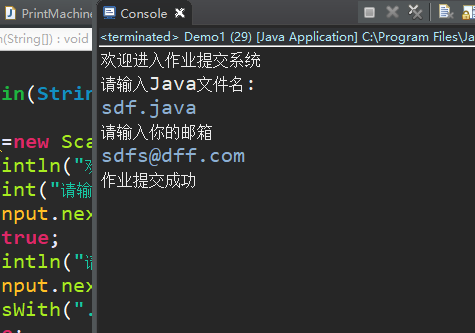 PrintMachine
Console
n(String[]) : void
<terminated> Demo1 (29) [Java Application] C:\Program Files\Ja
in(Strin
=new Sca
intln("欢
int("请输
nput.nex
true;
intln("请
nput.nex
sWith(".
欢迎进入作业提交系统
请输入Java文件名:
sdf.java
请输入你的邮箱
sdfs@dff.com
作业提交成功